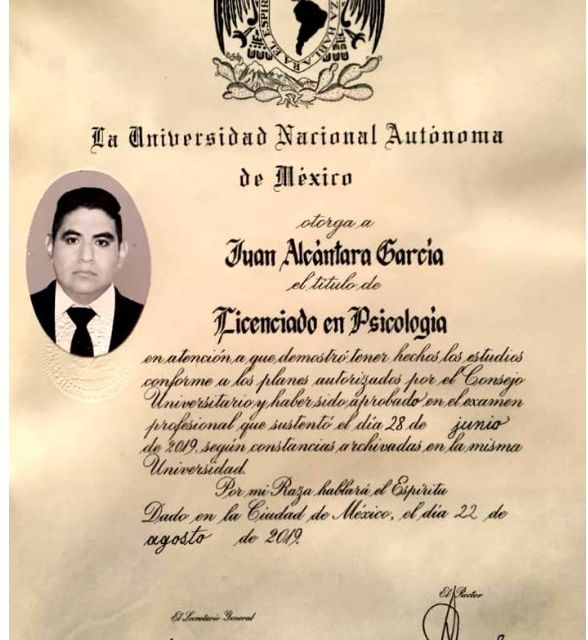 La Universidad Nacional Autónoma
de México
otorga a
Juan Alcántara García
el título de
Licenciado en Psicología
en atención a que demostró tener hechos los estudios
conforme a los planes autorizados por el Consejo
Universitario y haber sido aprobado en el examen
profesional que sustentó el día 28 de junio
de 2019, según constancias archivadas en la misma
Universidad.
Por mi Raza hablará el Espíritu
Dado en la Ciudad de México, el día 22 de
agosto de 2019.
El Rector
El Secretario General